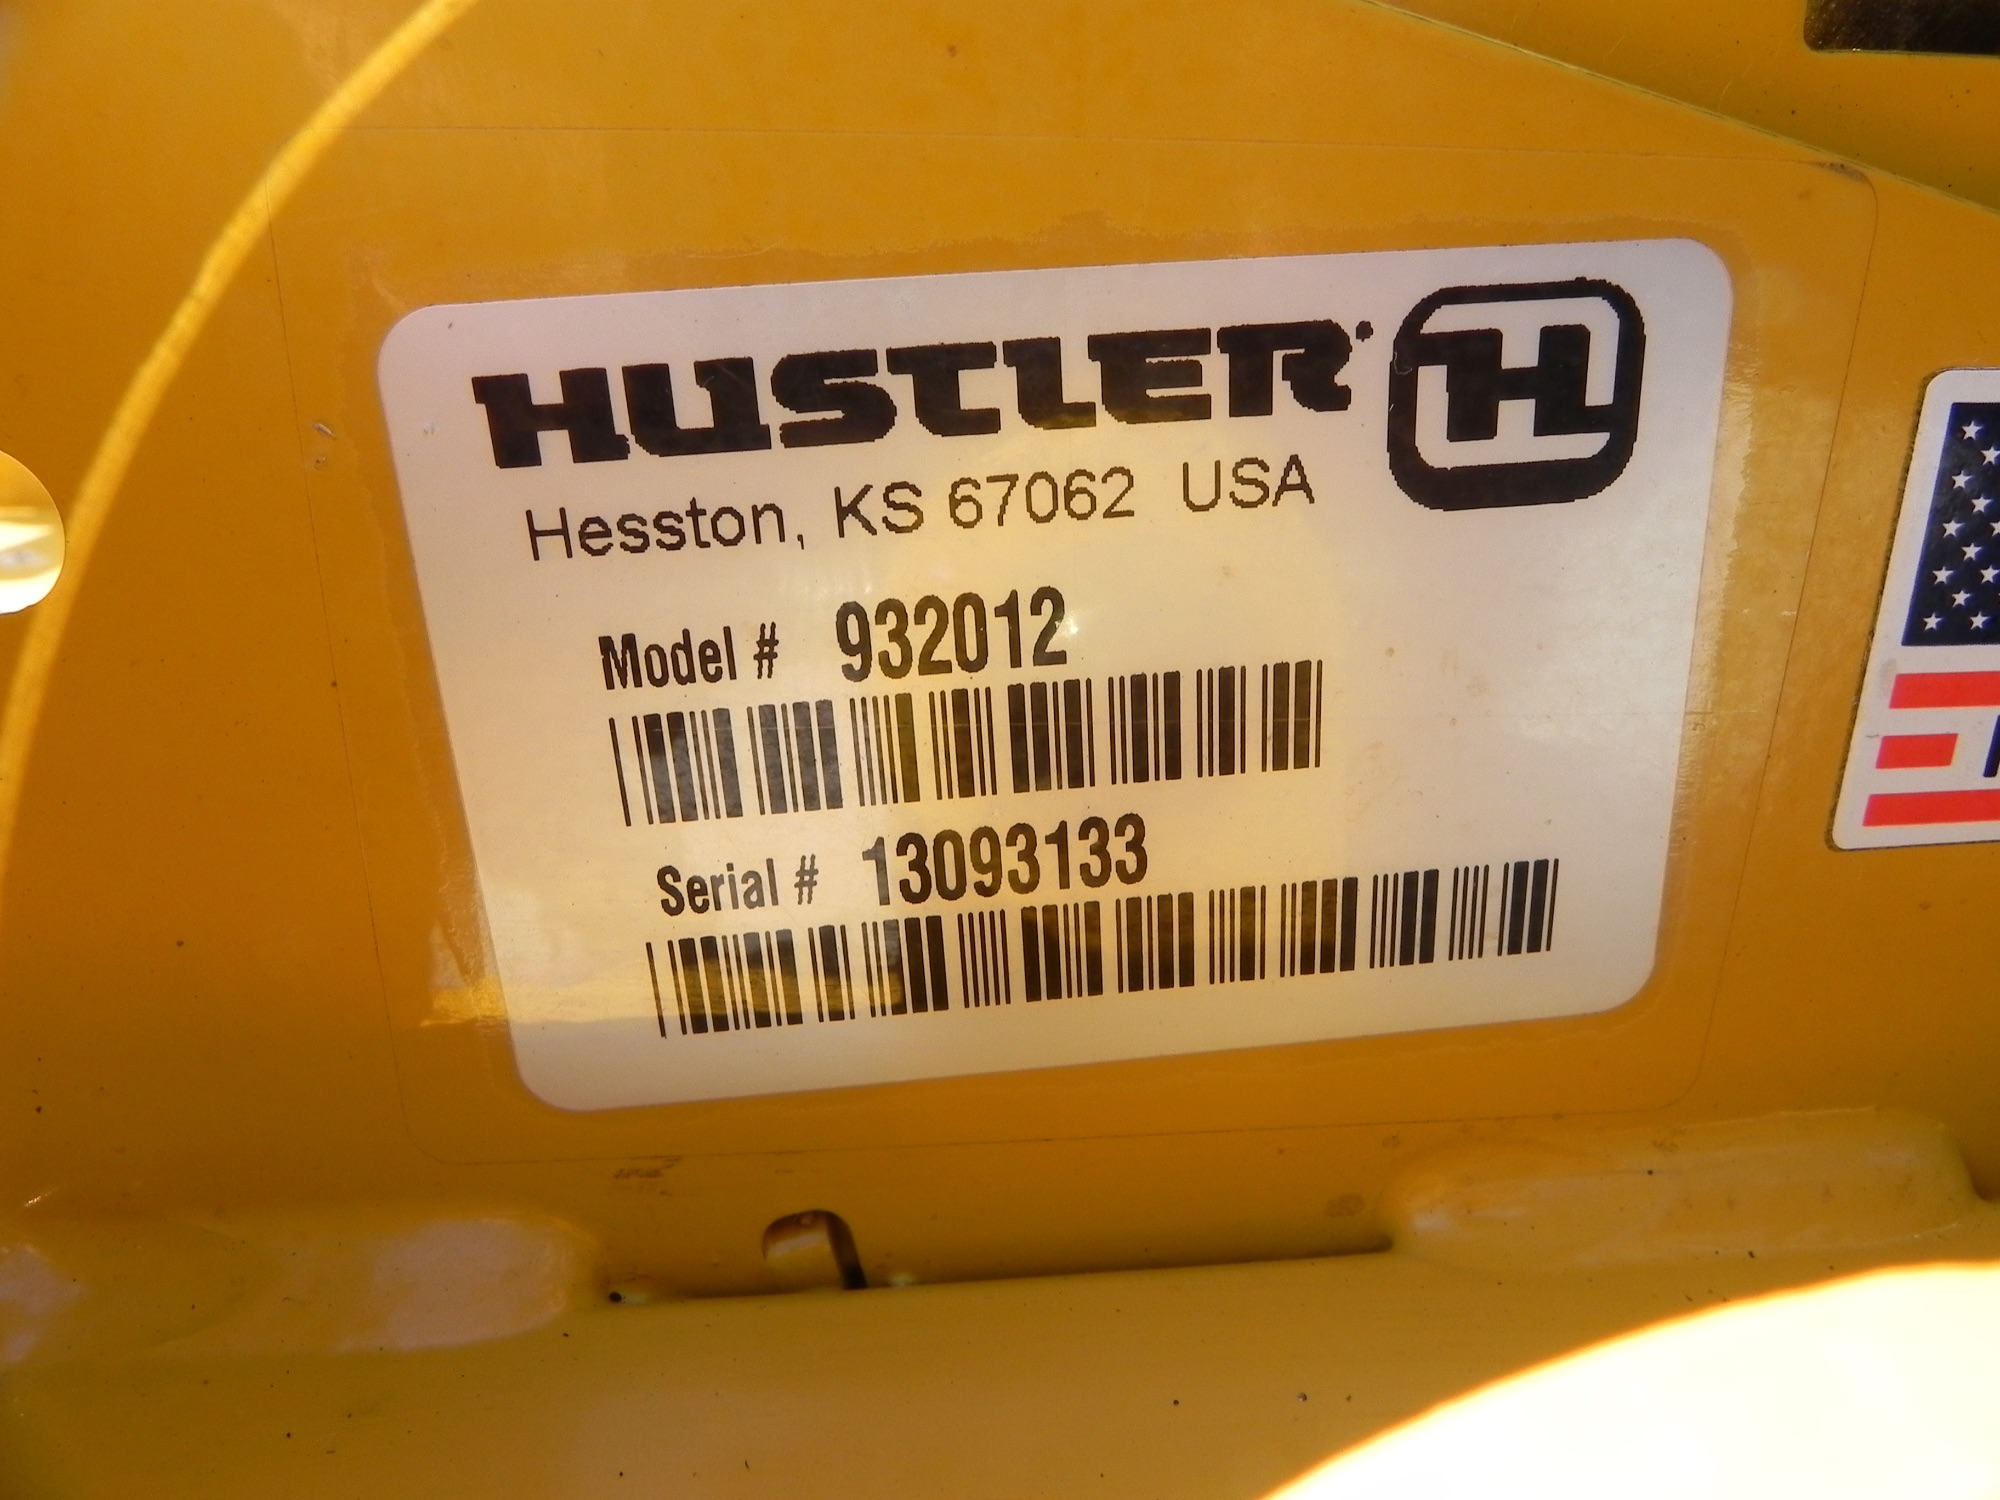 HUSTLER
H
Hesston, KS 67062 USA
Model # 932012
Serial # 13093133